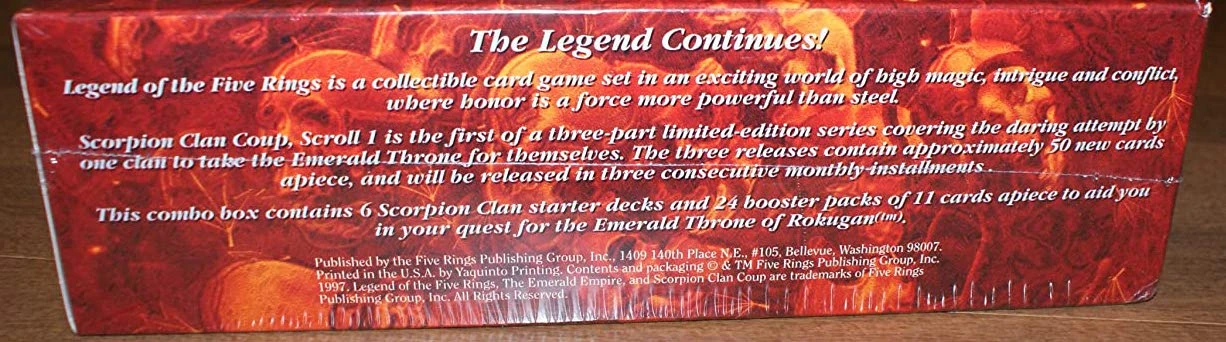 The Legend Continues!
Legend of the Five Rings is a collectible card game set in an exciting world of high magic, intrigue and conflict,
where honor is a force more powerful than steel.
Scorpion Clan Coup, Scroll 1 is the first of a three-part limited-edition series covering the daring attempt by
one clan to take the Emerald Throne for themselves. The three releases contain approximately 50 new cards
apiece, and will be released in three consecutive monthly installments.
This combo box contains 6 Scorpion Clan starter decks and 24 booster packs of 11 cards apiece to aid you
in your quest for the Emerald Throne of Rokugan(tm).
Published by the Five Rings Publishing Group, Inc., 1409 140th Place N.E., #105, Bellevue, Washington 98007.
Printed in the U.S.A. by Yaquinto Printing. Contents and packaging © & TM Five Rings Publishing Group, Inc.
1997. Legend of the Five Rings, The Emerald Empire, and Scorpion Clan Coup are trademarks of Five Rings
Publishing Group, Inc. All Rights Reserved.